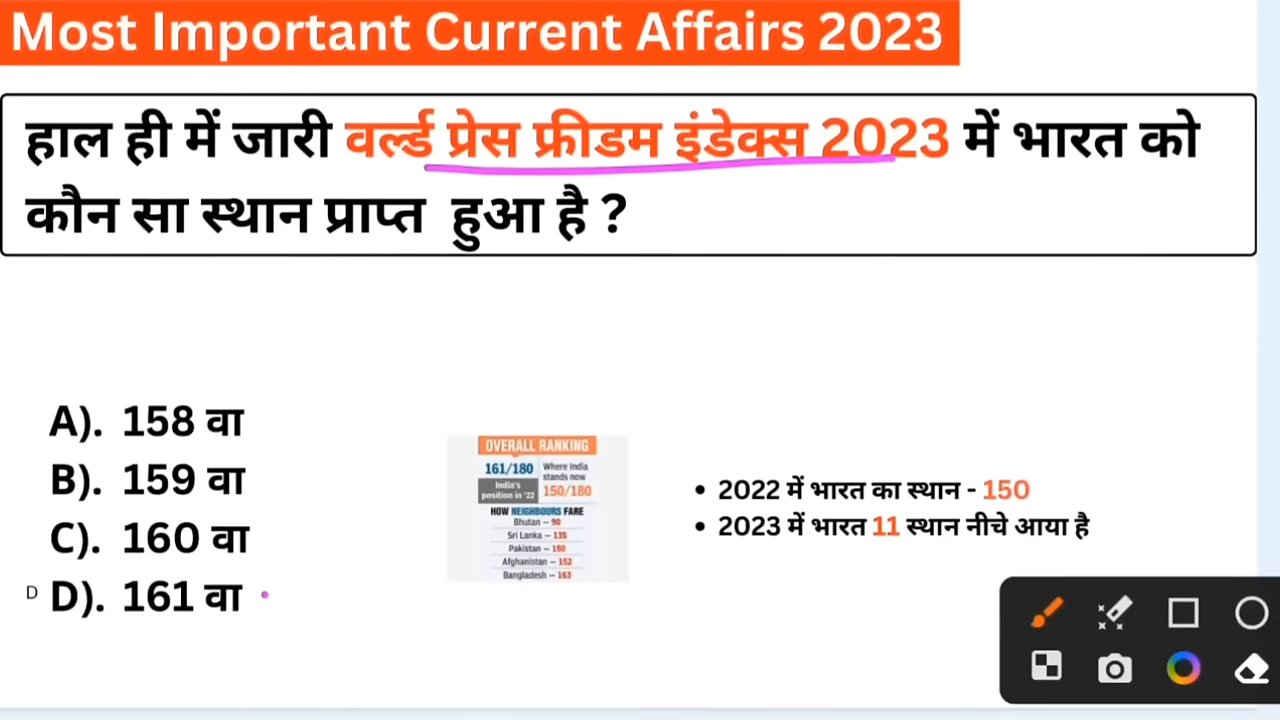 Most Important Current Affairs 2023
हाल ही में जारी वर्ल्ड प्रेस फ्रीडम इंडेक्स 2023 में भारत को
कौन सा स्थान प्राप्त हुआ है ?
A). 158 वा
B). 159 वा
C). 160 वा
D D). 161 वा
OVERALL RANKING
161/180 Where India
stands now
India's
position in '22 150/180
HOW NEIGHBOURS FARE
Bhutan – 90
Sri Lanka – 135
Pakistan – 150
Afghanistan – 152
Bangladesh – 163
• 2022 में भारत का स्थान - 150
• 2023 में भारत 11 स्थान नीचे आया है